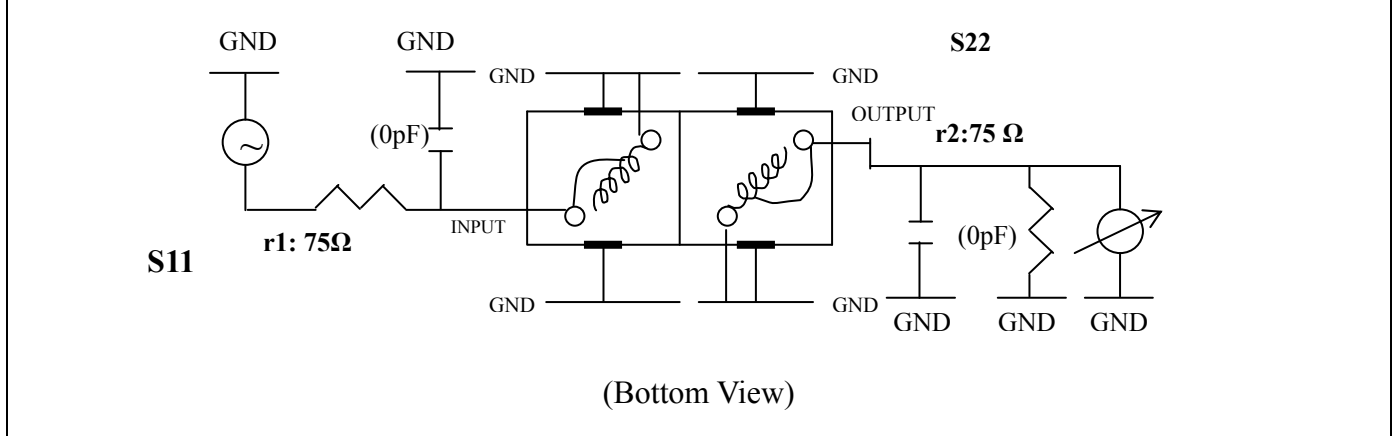 GND
GND
S22
GND
GND
OUTPUT
(0pF)
r2:75 Ω
INPUT
r1: 75Ω
(0pF)
S11
GND
GND
GND
GND
GND
(Bottom View)